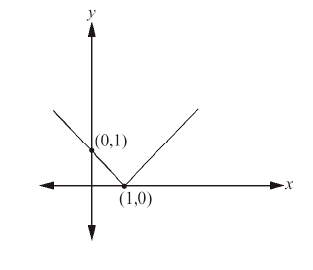 y
(0,1)
x
(1,0)